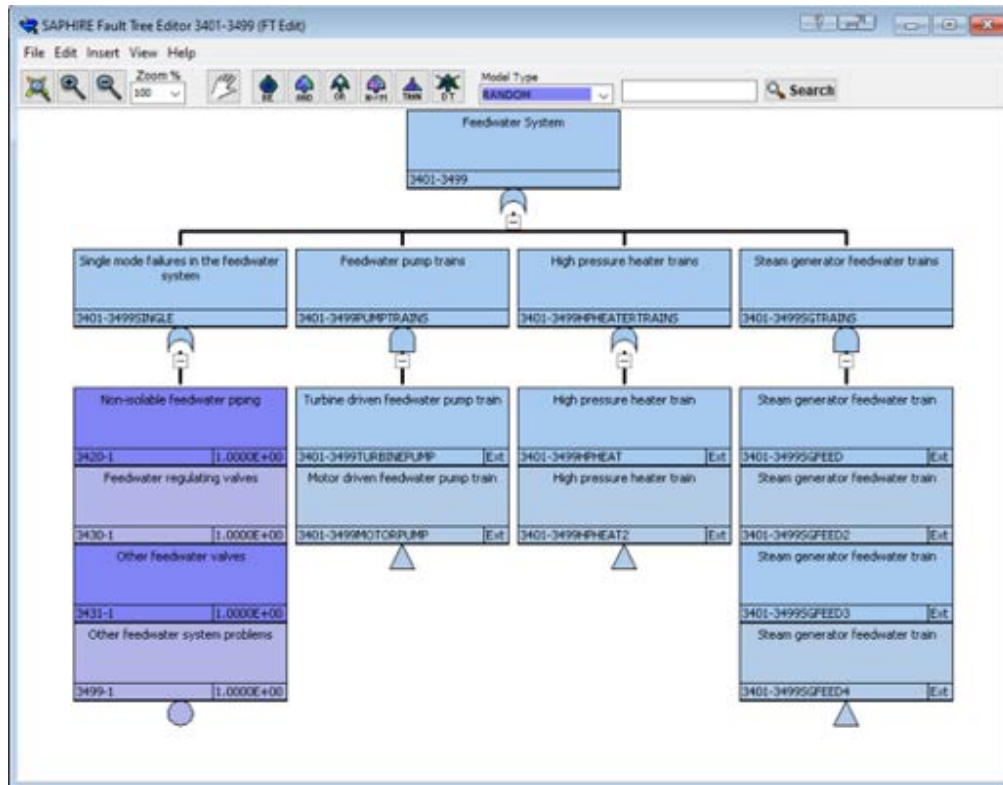 SAPHIRE Fault Tree Editor 3401-3499 (FT Edit)
File Edit Insert View Help
Zoom %
100
BE
AND
OR
N/M
TRAN
DT
Model Type
RANDOM
Search
Feedwater System
3401-3499
Single mode failures in the feedwater
system
3401-3499SINGLE
Feedwater pump trains
3401-3499PUMPTRAINS
High pressure heater trains
3401-3499HPHEATERTRAINS
Steam generator feedwater trains
3401-3499SGTRAINS
Non-isolable feedwater piping
3420-1 1.0000E+00
Feedwater regulating valves
3430-1 1.0000E+00
Other feedwater valves
3431-1 1.0000E+00
Other feedwater system problems
3499-1 1.0000E+00
Turbine driven feedwater pump train
3401-3499TURBINEPUMP Ext
Motor driven feedwater pump train
3401-3499MOTORPUMP Ext
High pressure heater train
3401-3499HPHEAT Ext
High pressure heater train
3401-3499HPHEAT2 Ext
Steam generator feedwater train
3401-3499SGFEED Ext
Steam generator feedwater train
3401-3499SGFEED2 Ext
Steam generator feedwater train
3401-3499SGFEED3 Ext
Steam generator feedwater train
3401-3499SGFEED4 Ext